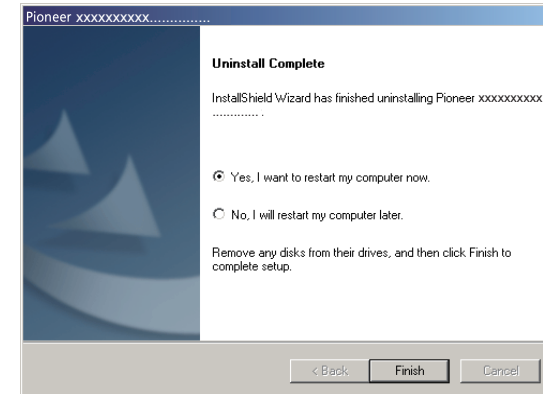 Pioneer xxxxxxxxxx...............
Uninstall Complete
InstallShield Wizard has finished uninstalling Pioneer xxxxxxxxxx
............. .
Yes, I want to restart my computer now.
No, I will restart my computer later.
Remove any disks from their drives, and then click Finish to
complete setup.
< Back Finish Cancel